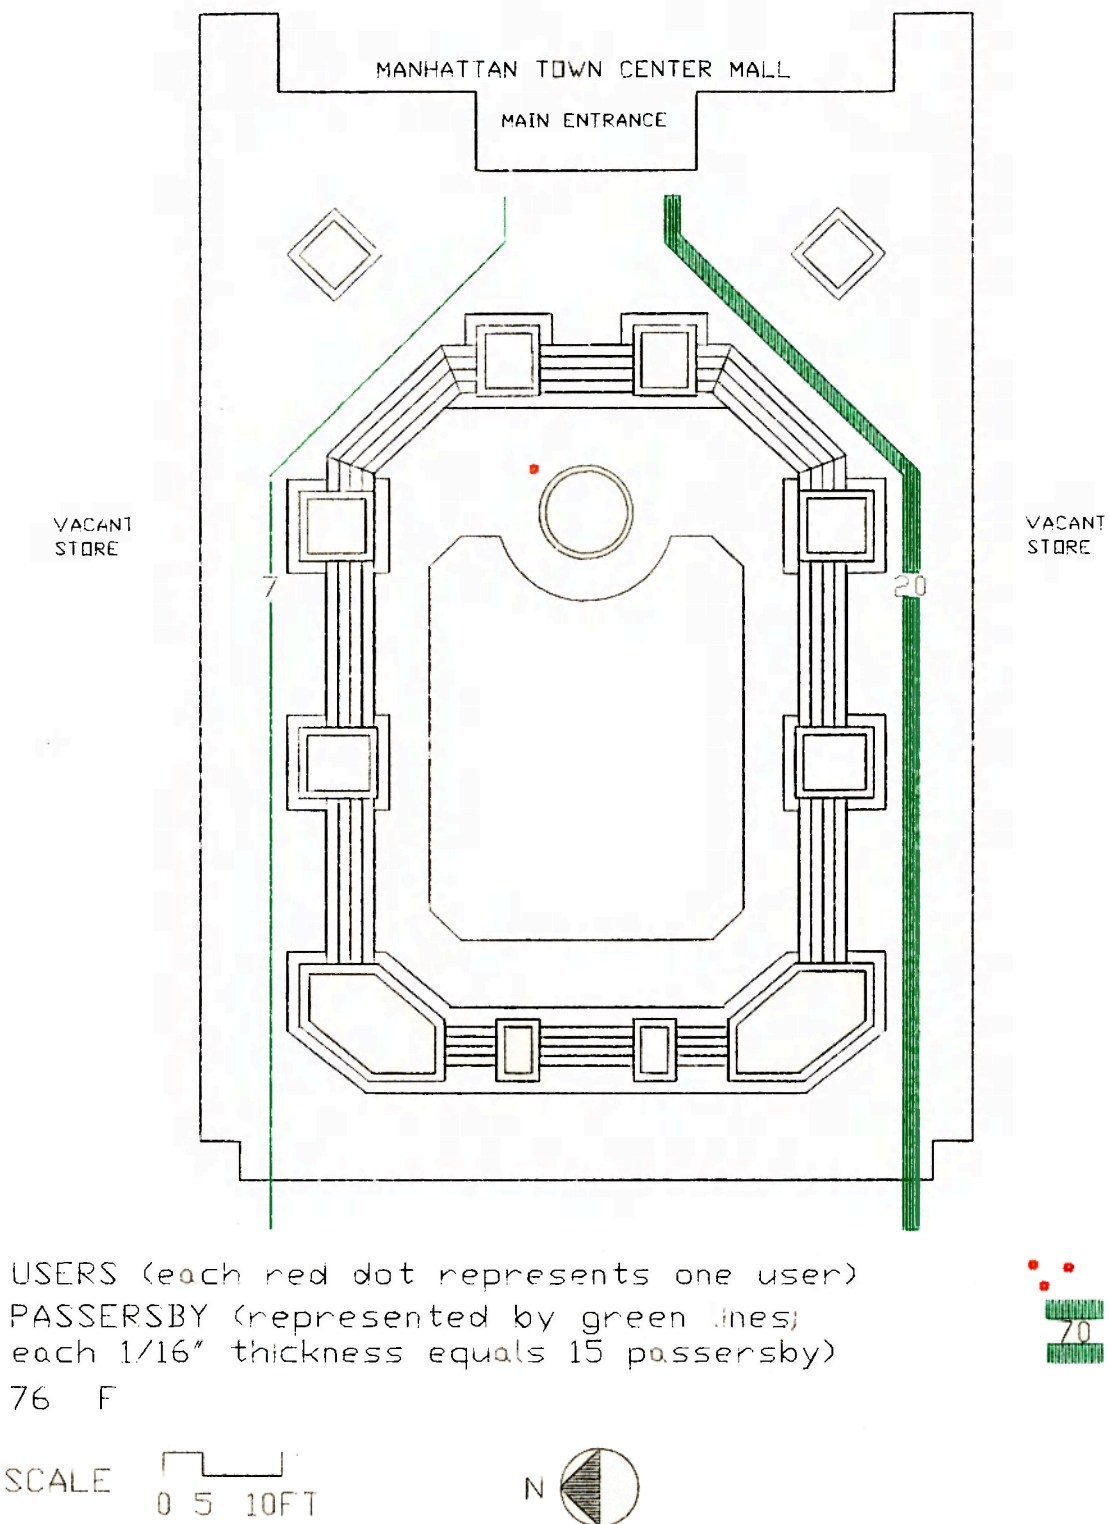 MANHATTAN TOWN CENTER MALL
MAIN ENTRANCE
VACANT
STORE
VACANT
STORE
7
20
USERS (each red dot represents one user)
PASSERSBY (represented by green lines;
each 1/16" thickness equals 15 passersby)
70
76 F
SCALE
0 5 10FT
N